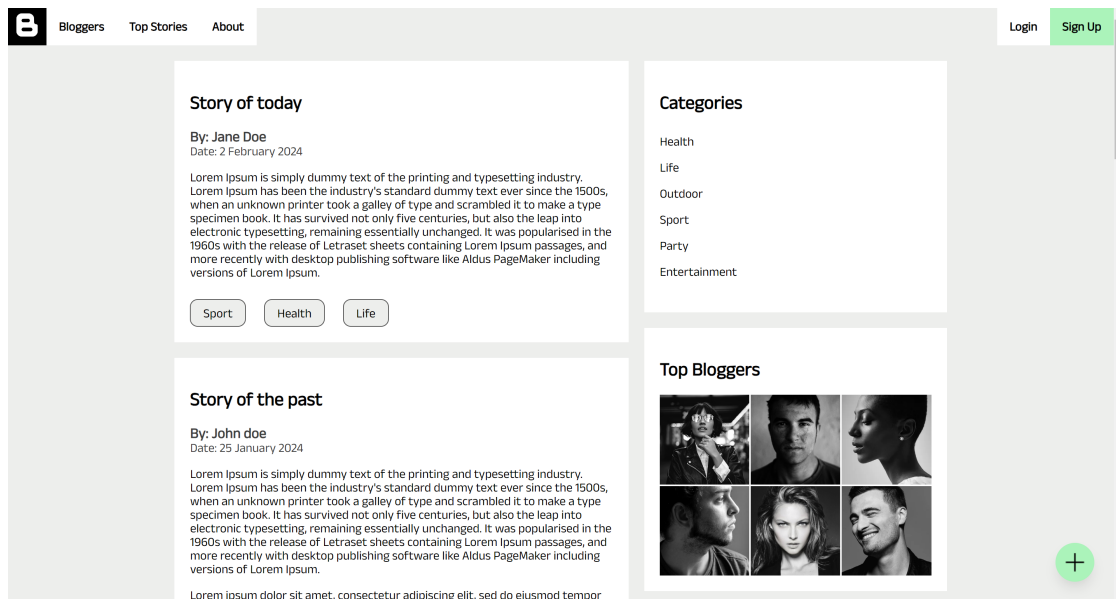 B
Bloggers
Top Stories
About
Login
Sign Up
Story of today
By: Jane Doe
Date: 2 February 2024
Lorem Ipsum is simply dummy text of the printing and typesetting industry.
Lorem Ipsum has been the industry's standard dummy text ever since the 1500s,
when an unknown printer took a galley of type and scrambled it to make a type
specimen book. It has survived not only five centuries, but also the leap into
electronic typesetting, remaining essentially unchanged. It was popularised in the
1960s with the release of Letraset sheets containing Lorem Ipsum passages, and
more recently with desktop publishing software like Aldus PageMaker including
versions of Lorem Ipsum.
Sport
Health
Life
Story of the past
By: John doe
Date: 25 January 2024
Lorem Ipsum is simply dummy text of the printing and typesetting industry.
Lorem Ipsum has been the industry's standard dummy text ever since the 1500s,
when an unknown printer took a galley of type and scrambled it to make a type
specimen book. It has survived not only five centuries, but also the leap into
electronic typesetting, remaining essentially unchanged. It was popularised in the
1960s with the release of Letraset sheets containing Lorem Ipsum passages, and
more recently with desktop publishing software like Aldus PageMaker including
versions of Lorem Ipsum.
Lorem ipsum dolor sit amet, consectetur adipiscing elit, sed do eiusmod tempor
Categories
Health
Life
Outdoor
Sport
Party
Entertainment
Top Bloggers
+